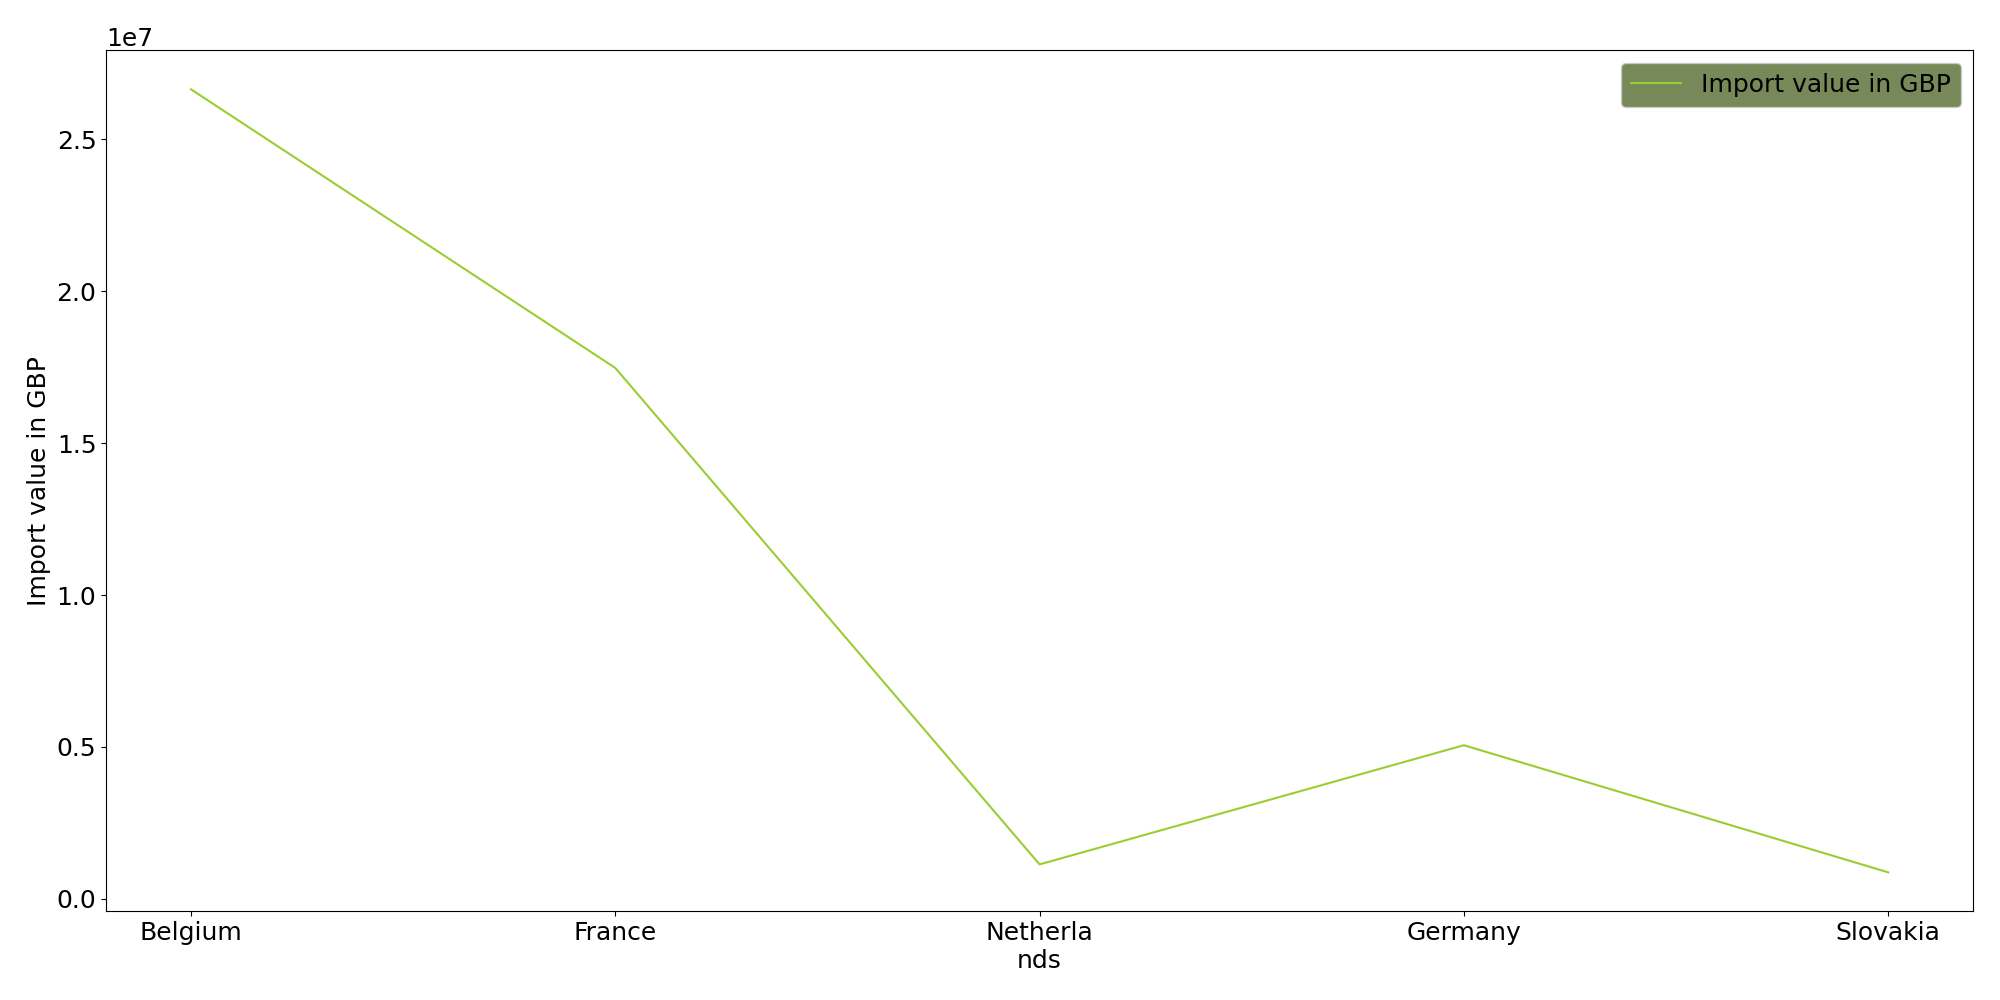 1e7
Import value in GBP
2.5
2.0
1.5
1.0
0.5
0.0
Import value in GBP
Belgium
France
Netherla
nds
Germany
Slovakia